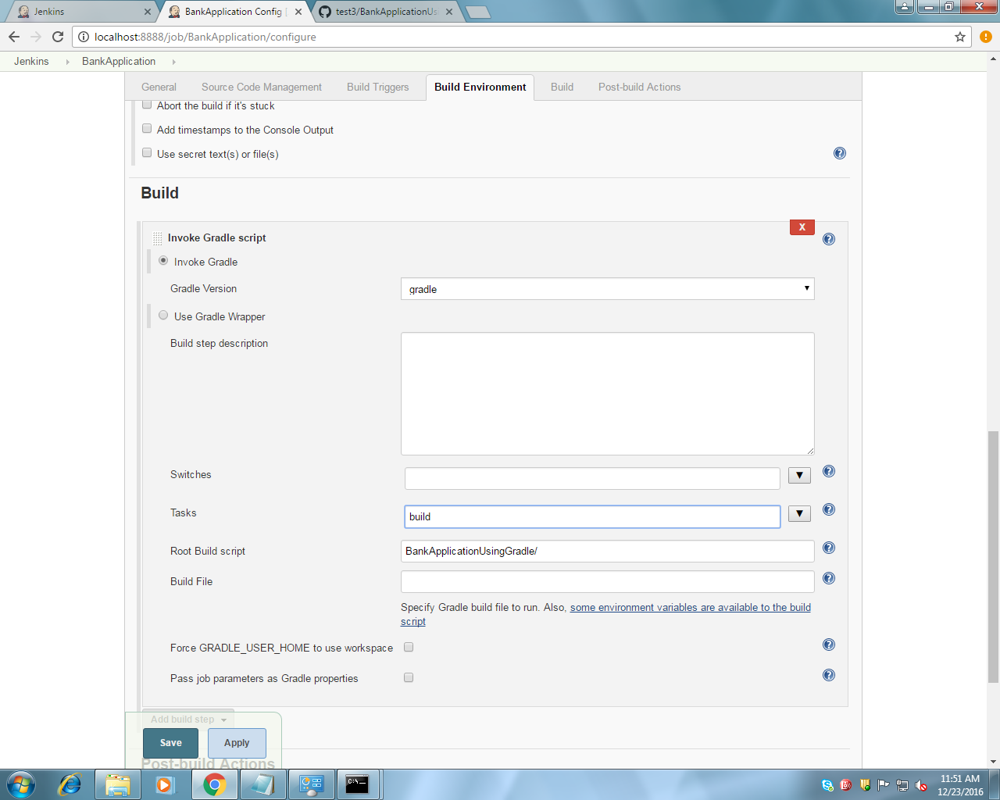 Jenkins
BankApplication Config [
test3/BankApplicationUs
localhost:8888/job/BankApplication/configure
Jenkins
BankApplication
General
Source Code Management
Build Triggers
Build Environment
Build
Post-build Actions
Abort the build if it's stuck
Add timestamps to the Console Output
Use secret text(s) or file(s)
Build
Invoke Gradle script
X
Invoke Gradle
Gradle Version
gradle
Use Gradle Wrapper
Build step description
Switches
Tasks
build
Root Build script
BankApplicationUsingGradle/
Build File
Specify Gradle build file to run. Also, some environment variables are available to the build
script
Force GRADLE_USER_HOME to use workspace
Pass job parameters as Gradle properties
Add build step
Save
Apply
Post-build Actions
11:51 AM
12/23/2016